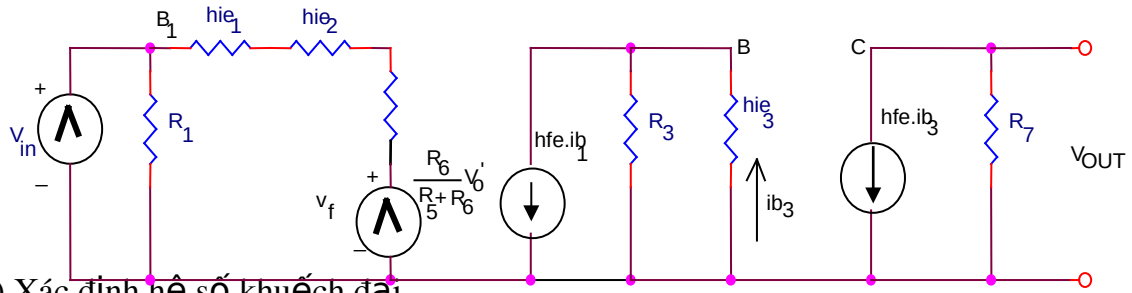 B1
hie1
hie2
B
C
+
Vin
–
R1
+
vf
–
R6
R5+R6
Vo'
hfe.ib1
R3
hie3
ib3
hfe.ib3
R7
VOUT
Xác định hệ số khuếch đại